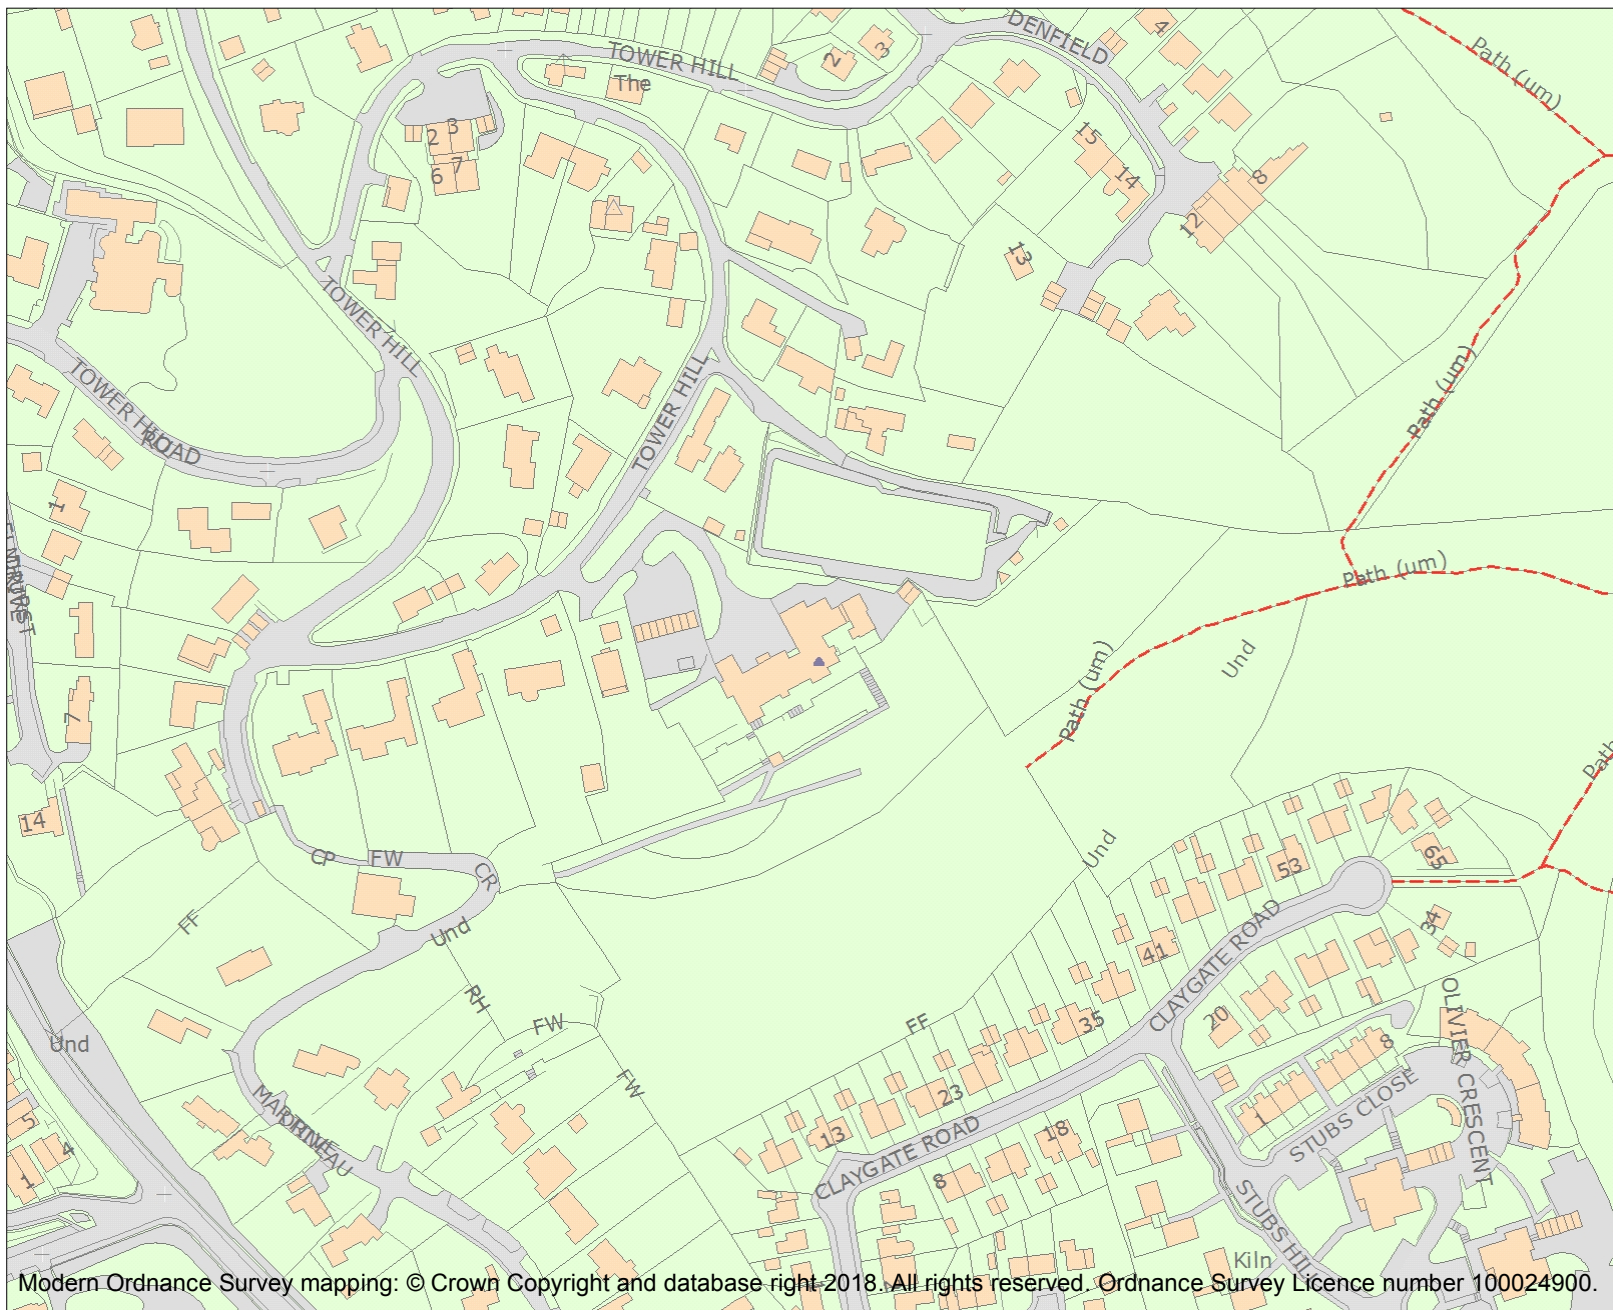 DENFIELD
TOWER HILL
The
2
3
4
Path (um)
2 3
6 7
15
14
8
12
13
TOWER HILL
TOWER HILL
TOWER HILL
ROAD
Path (um)
1
Path (um)
Path (um)
Und
7
14
CP
FW
CR
Und
FF
Und
Path
53
65
34
41
CLAYGATE ROAD
20
35
OLIVIER CRESCENT
RH
FW
FW
FF
Und
8
1
STUBS CLOSE
MARTINEAU
DRIVE
23
13
18
8
CLAYGATE ROAD
5
4
1
STUBS HILL
Kiln
Modern Ordnance Survey mapping: © Crown Copyright and database right 2018. All rights reserved. Ordnance Survey Licence number 100024900.